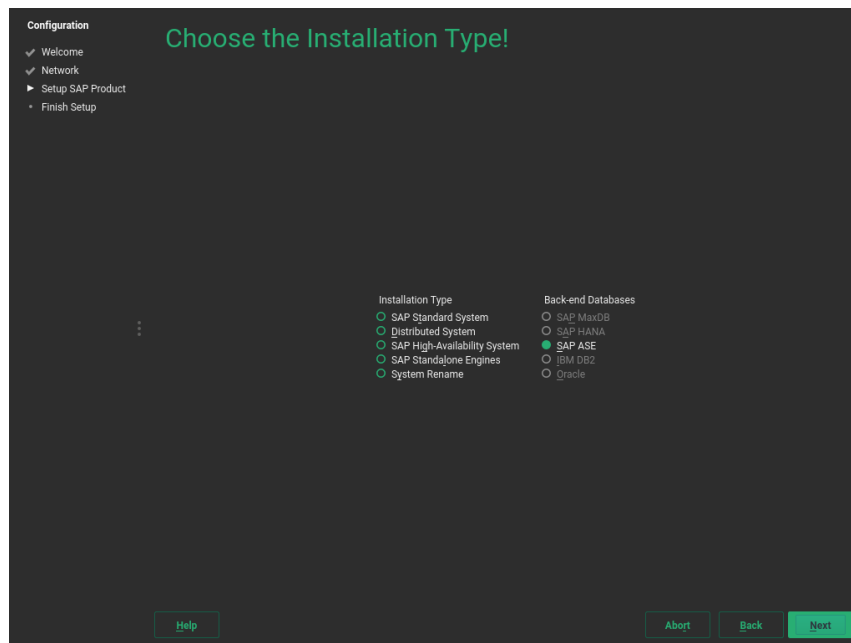 Configuration
Welcome
Network
Setup SAP Product
Finish Setup
Choose the Installation Type!
Installation Type
SAP Standard System
Distributed System
SAP High-Availability System
SAP Standalone Engines
System Rename
Back-end Databases
SAP MaxDB
SAP HANA
SAP ASE
IBM DB2
Oracle
Help
Abort
Back
Next